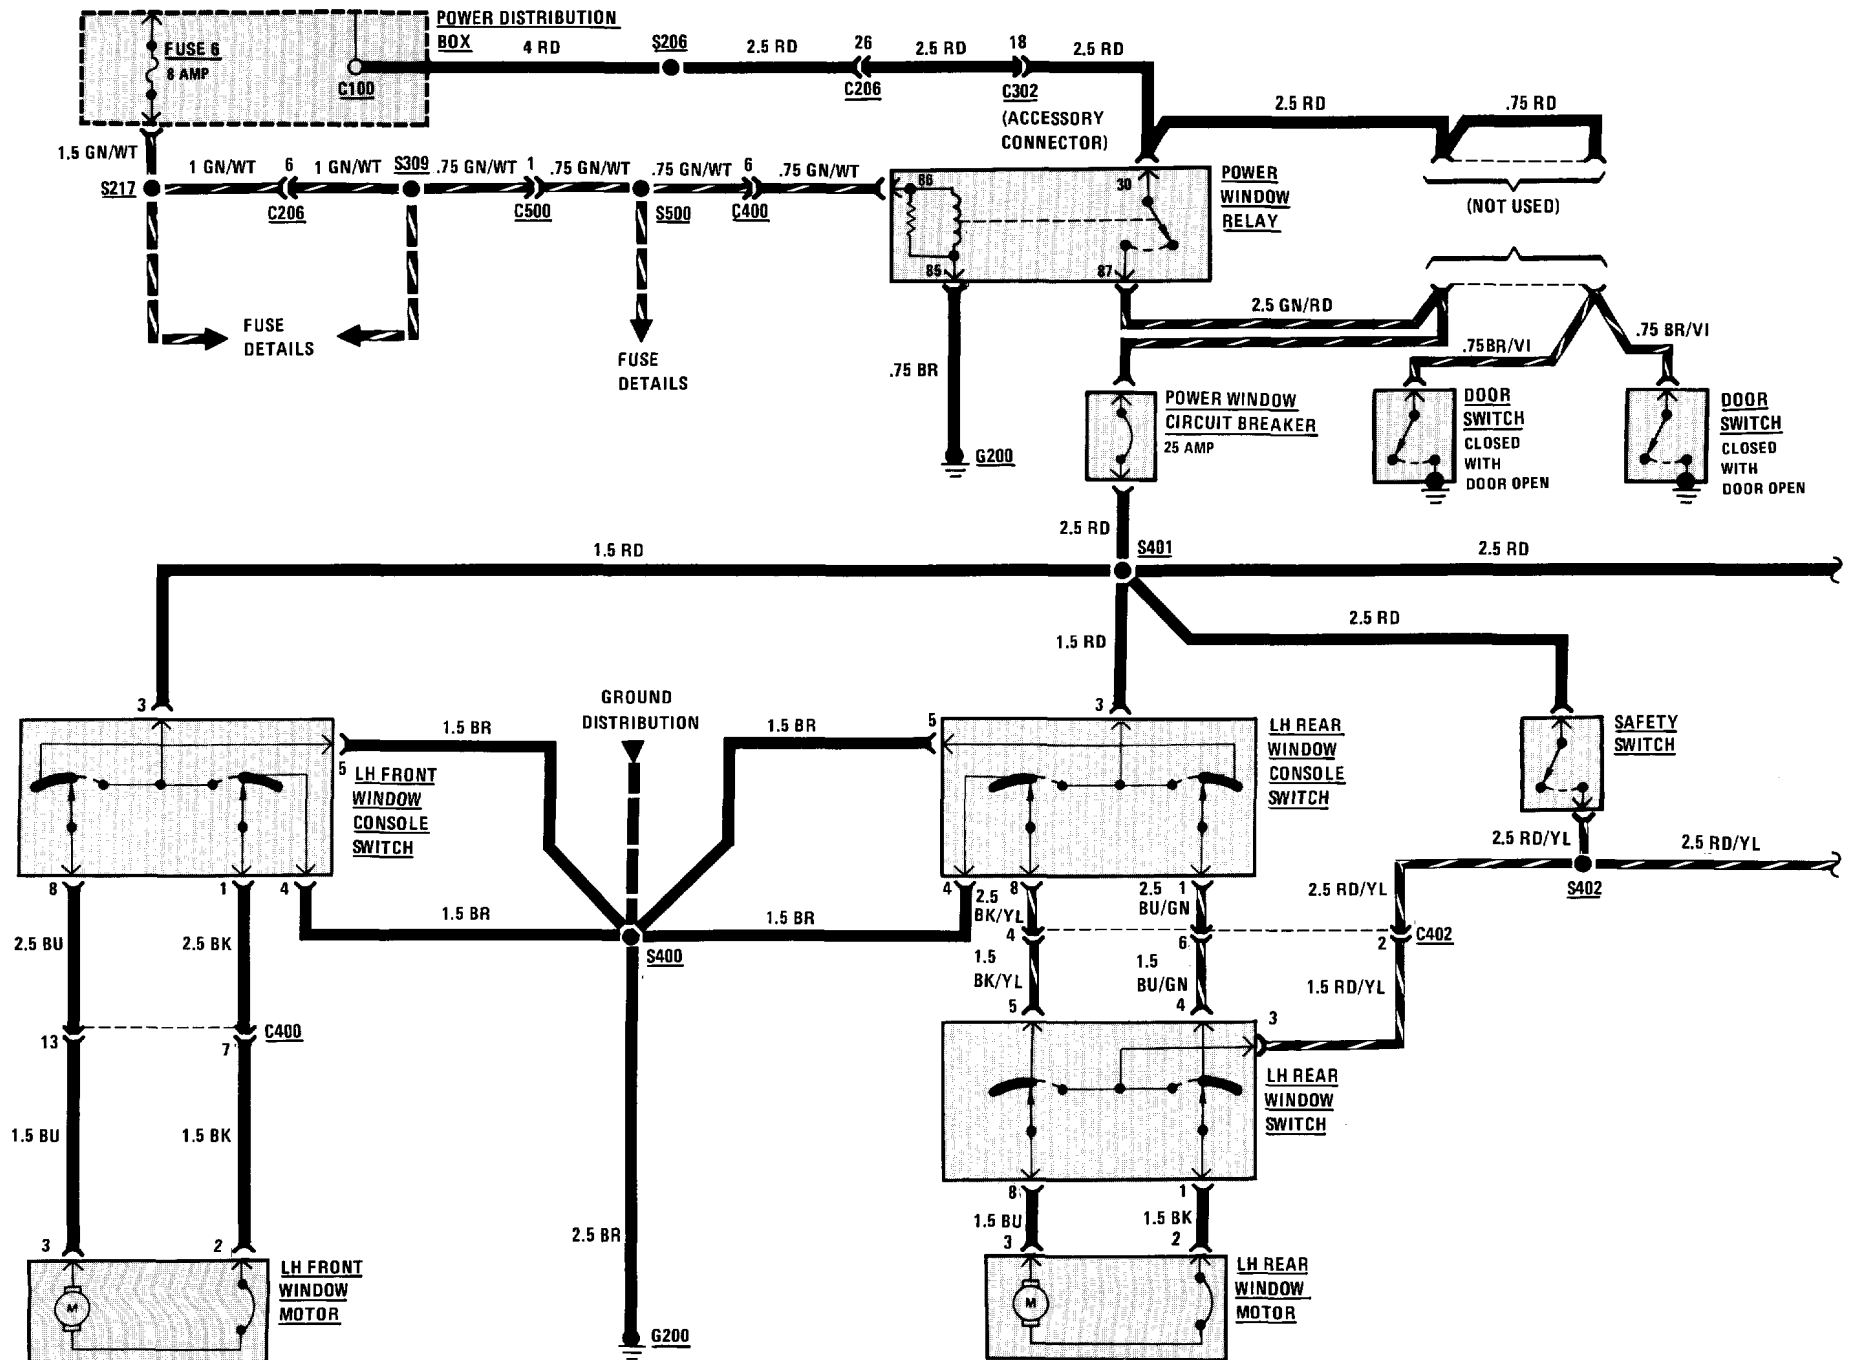 POWER DISTRIBUTION
BOX
FUSE 6
8 AMP
C100
4 RD
S206
2.5 RD
26
C206
2.5 RD
18
C302
(ACCESSORY
CONNECTOR)
2.5 RD
2.5 RD
.75 RD
(NOT USED)
1.5 GN/WT
S217
1 GN/WT
6
C206
1 GN/WT
S309
.75 GN/WT
1
C500
.75 GN/WT
S500
.75 GN/WT
6
C400
.75 GN/WT
86
30
85
87
POWER
WINDOW
RELAY
FUSE
DETAILS
FUSE
DETAILS
.75 BR
G200
2.5 GN/RD
.75BR/VI
.75 BR/VI
POWER WINDOW
CIRCUIT BREAKER
25 AMP
DOOR
SWITCH
CLOSED
WITH
DOOR OPEN
DOOR
SWITCH
CLOSED
WITH
DOOR OPEN
2.5 RD
S401
1.5 RD
2.5 RD
1.5 RD
2.5 RD
3
GROUND
DISTRIBUTION
1.5 BR
1.5 BR
5
LH FRONT
WINDOW
CONSOLE
SWITCH
5
3
LH REAR
WINDOW
CONSOLE
SWITCH
SAFETY
SWITCH
2.5 RD/YL
2.5 RD/YL
S402
8
1
4
1.5 BR
1.5 BR
S400
4
2.5
BK/YL
8
2.5
BU/GN
1
2.5 RD/YL
4
6
2
C402
2.5 BU
2.5 BK
1.5
BK/YL
1.5
BU/GN
1.5 RD/YL
5
4
3
13
7
C400
LH REAR
WINDOW
SWITCH
1.5 BU
1.5 BK
8
1
1.5 BU
1.5 BK
2.5 BR
3
2
3
2
LH FRONT
WINDOW
MOTOR
M
G200
LH REAR
WINDOW
MOTOR
M